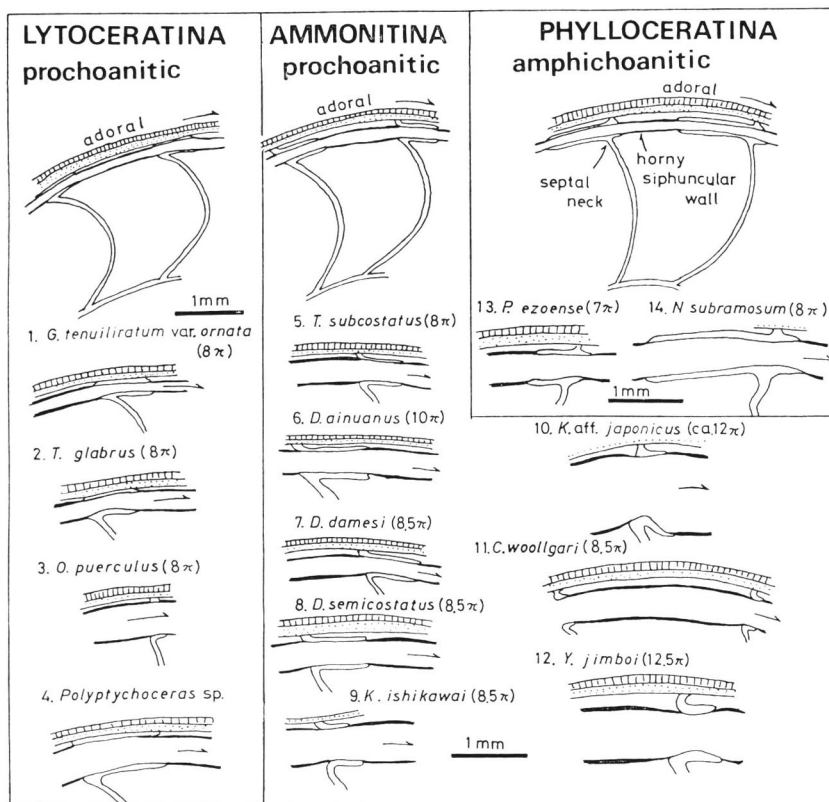 LYTOCERATINA
prochoanitic
adoral
1mm
1. G. tenuiliratum var. ornata
(8π)
2. T. glabrus (8π)
3. O. puerculus (8π)
4. Polyptychoceras sp.
AMMONITINA
prochoanitic
adoral
5. T. subcostatus (8π)
6. D. ainuanus (10π)
7. D. damesi (8,5π)
8. D. semicostatus (8,5π)
9. K. ishikawai (8,5π)
1 mm
PHYLLOCERATINA
amphichoanitic
adoral
septal
neck
horny
siphuncular
wall
13. P. ezoense (7π)
14. N subramosum (8π)
1mm
10. K. aff. japonicus (ca.12π)
11. C. woollgari (8,5π)
12. Y. jimboi (12.5π)